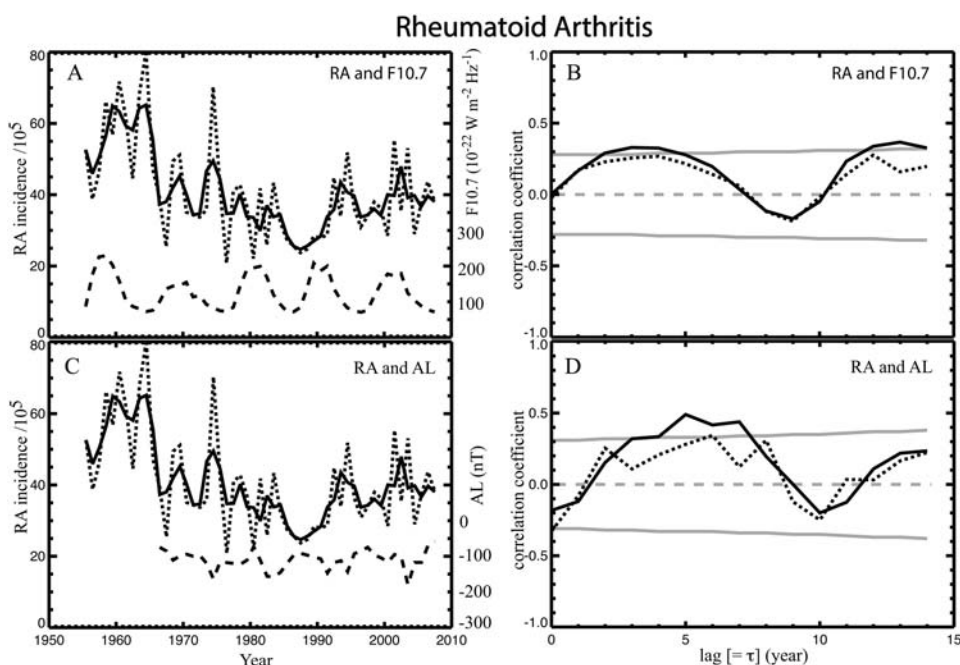 Rheumatoid Arthritis
A
RA and F10.7
80
60
40
20
0
RA incidence /10⁵
300
200
100
F10.7 (10⁻²² W m⁻² Hz⁻¹)
B
RA and F10.7
1.0
0.5
0.0
-0.5
-1.0
correlation coefficient
C
RA and AL
80
60
40
20
0
RA incidence /10⁵
0
-100
-200
-300
AL (nT)
1950 1960 1970 1980 1990 2000 2010
Year
D
RA and AL
1.0
0.5
0.0
-0.5
-1.0
correlation coefficient
0 5 10 15
lag [= τ] (year)